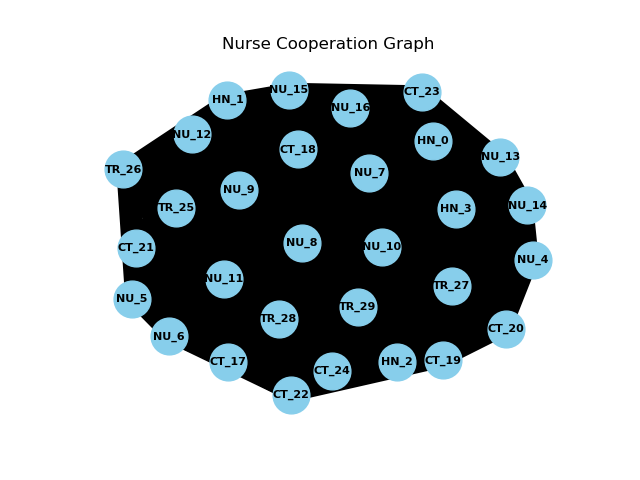 Nurse Cooperation Graph
NU_15
CT_23
HN_1
NU_16
NU_12
HN_0
CT_18
NU_13
TR_26
NU_7
NU_9
NU_14
TR_25
HN_3
NU_8
NU_10
CT_21
NU_4
NU_11
TR_27
NU_5
TR_29
TR_28
CT_20
NU_6
CT_19
HN_2
CT_17
CT_24
CT_22